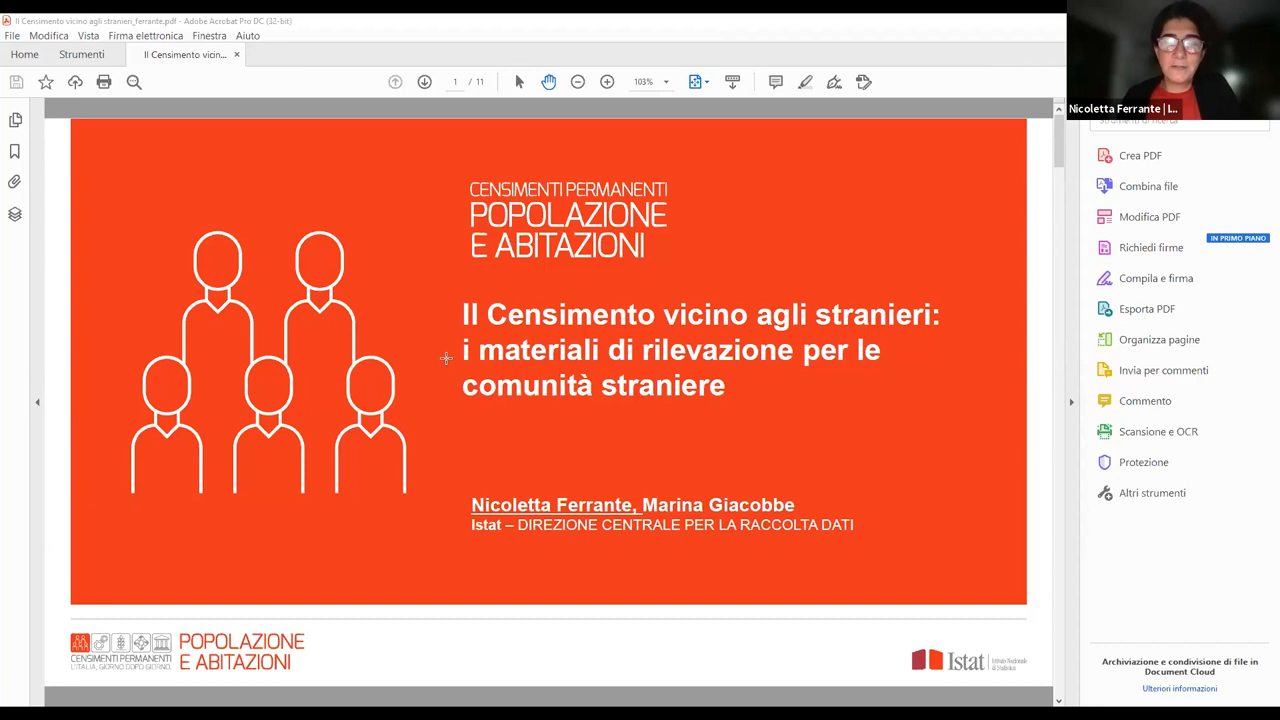 Il Censimento vicino agli stranieri_ferrante.pdf - Adobe Acrobat Pro DC (32-bit)
File Modifica Vista Firma elettronica Finestra Aiuto
Home Strumenti Il Censimento vicin... ×
1 / 11 103%
Nicoletta Ferrante | I...
Strumenti di ricerca
Crea PDF
Combina file
Modifica PDF
Richiedi firme
IN PRIMO PIANO
Compila e firma
Esporta PDF
Organizza pagine
Invia per commenti
Commento
Scansione e OCR
Protezione
Altri strumenti
Archiviazione e condivisione di file in
Document Cloud
Ulteriori informazioni
CENSIMENTI PERMANENTI
POPOLAZIONE
E ABITAZIONI
Il Censimento vicino agli stranieri:
i materiali di rilevazione per le
comunità straniere
Nicoletta Ferrante, Marina Giacobbe
Istat – DIREZIONE CENTRALE PER LA RACCOLTA DATI
CENSIMENTI PERMANENTI
L'ITALIA, GIORNO DOPO GIORNO
POPOLAZIONE
E ABITAZIONI
Istat
Istituto Nazionale
di Statistica